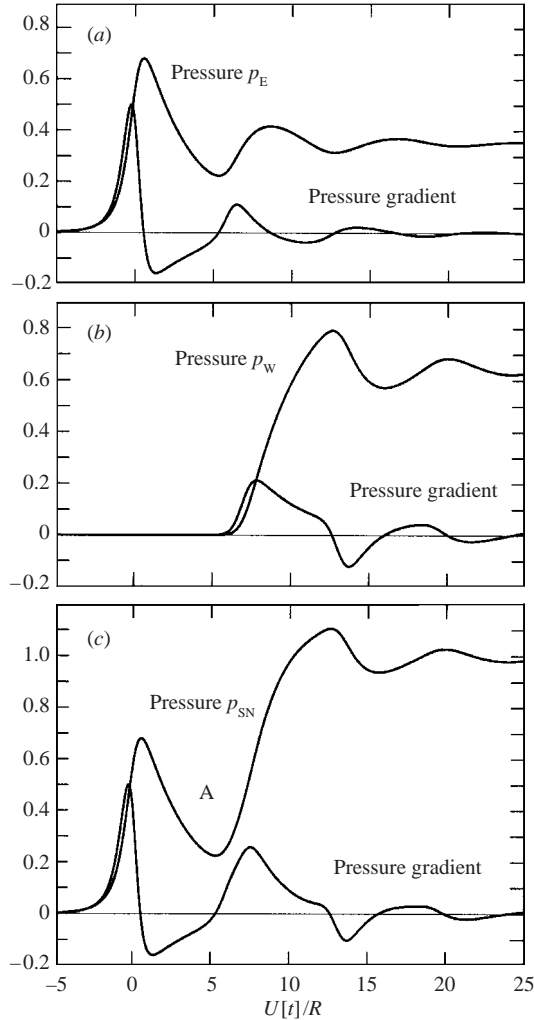 (a)
0.8
0.6
0.4
0.2
0
−0.2
Pressure pE
Pressure gradient
(b)
0.8
0.6
0.4
0.2
0
−0.2
Pressure pW
Pressure gradient
(c)
1.0
0.8
0.6
0.4
0.2
0
−0.2
Pressure pSN
A
Pressure gradient
−5 0 5 10 15 20 25
U[t]/R